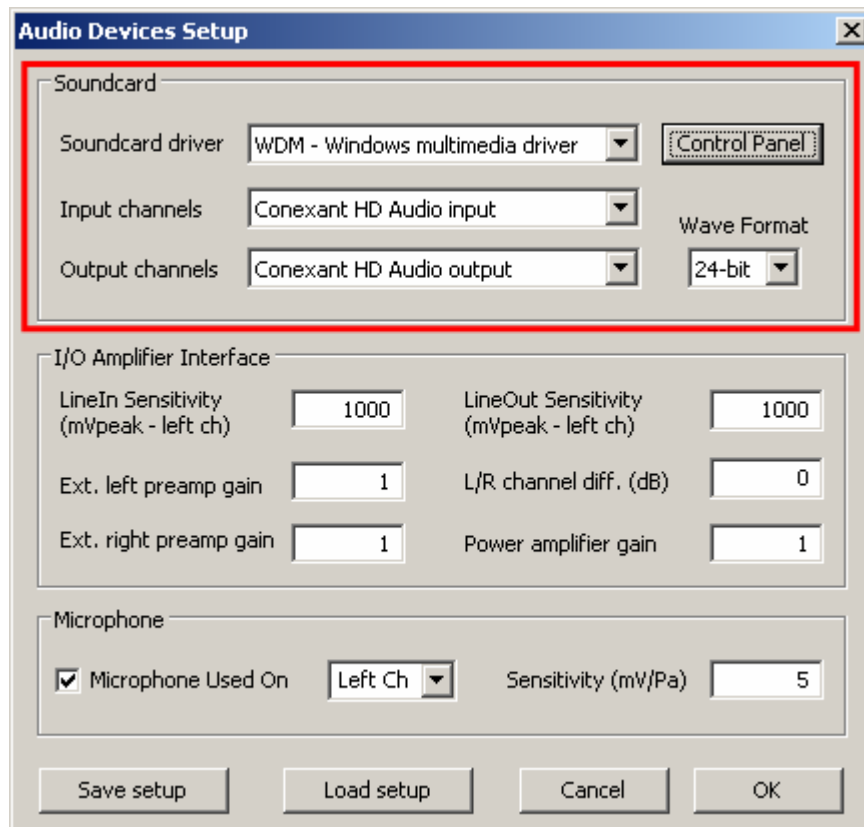 Audio Devices Setup
Soundcard
Soundcard driver WDM - Windows multimedia driver Control Panel
Input channels Conexant HD Audio input
Wave Format
Output channels Conexant HD Audio output 24-bit
I/O Amplifier Interface
LineIn Sensitivity
(mVpeak - left ch) 1000
LineOut Sensitivity
(mVpeak - left ch) 1000
Ext. left preamp gain 1
L/R channel diff. (dB) 0
Ext. right preamp gain 1
Power amplifier gain 1
Microphone
Microphone Used On Left Ch Sensitivity (mV/Pa) 5
Save setup Load setup Cancel OK